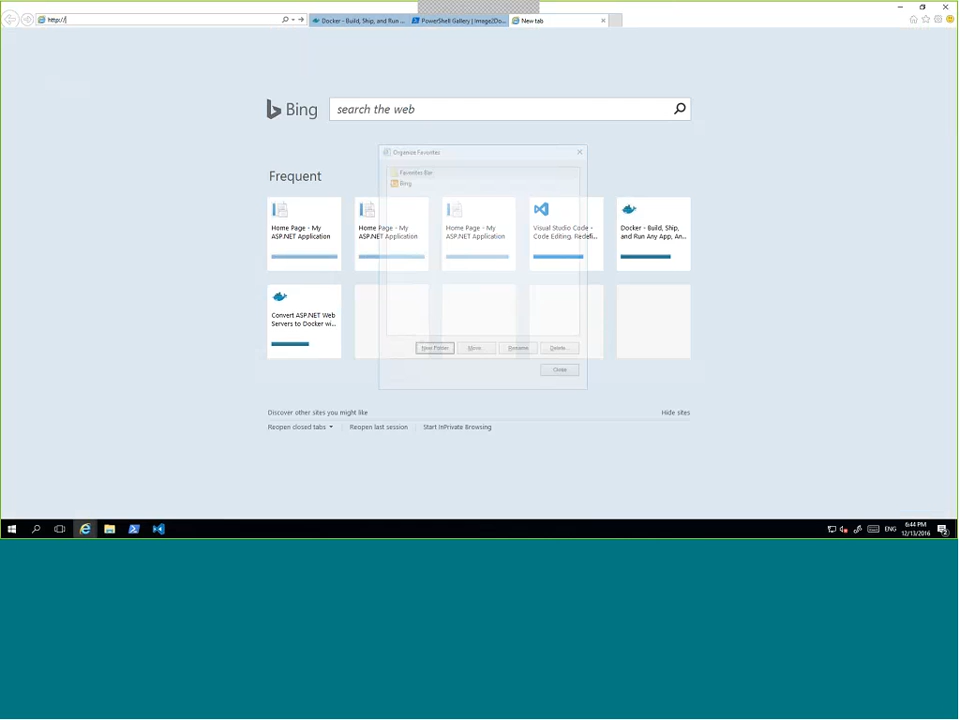 http://
Docker - Build, Ship, and Run ...
PowerShell Gallery | Image2Do...
New tab
Bing
search the web
Organize Favorites
Favorites Bar
Bing
Frequent
Home Page - My
ASP.NET Application
Home Page - My
ASP.NET Application
Home Page - My
ASP.NET Application
Visual Studio Code -
Code Editing. Redefi...
Docker - Build, Ship,
and Run Any App, An...
Convert ASP.NET Web
Servers to Docker wi...
New Folder
Move...
Rename
Delete...
Close
Discover other sites you might like
Hide sites
Reopen closed tabs
Reopen last session
Start InPrivate Browsing
ENG
6:44 PM
12/13/2016